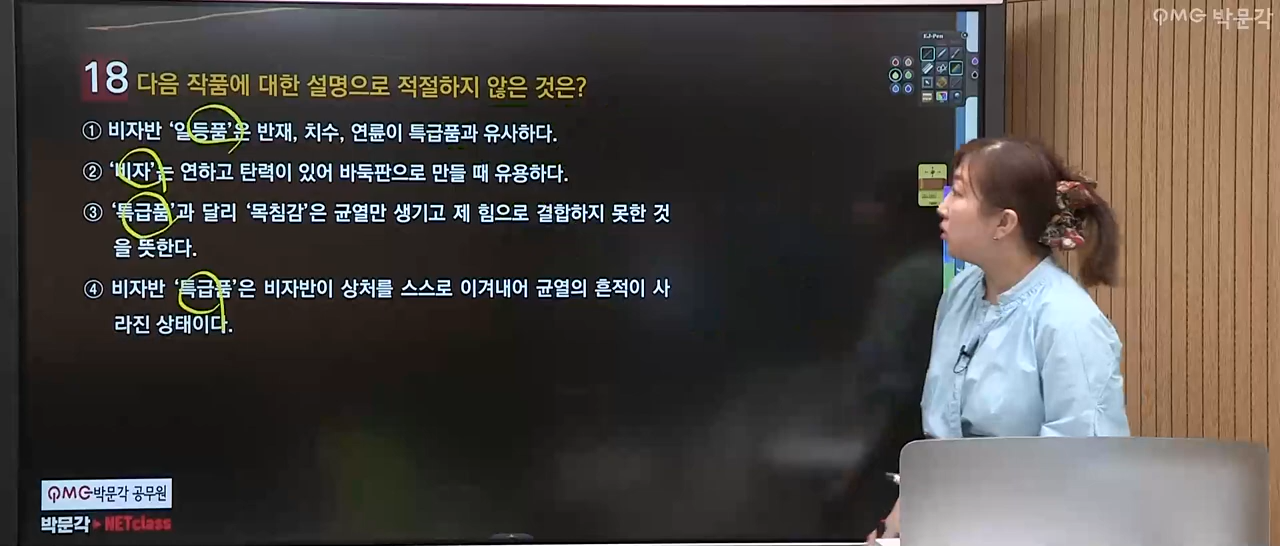 QMG 박문각
18 다음 작품에 대한 설명으로 적절하지 않은 것은?
① 비자반 ‘일등품’은 반재, 치수, 연륜이 특급품과 유사하다.
② ‘비자’는 연하고 탄력이 있어 바둑판으로 만들 때 유용하다.
③ ‘특급품’과 달리 ‘목침감’은 균열만 생기고 제 힘으로 결합하지 못한 것
을 뜻한다.
④ 비자반 ‘특급품’은 비자반이 상처를 스스로 이겨내어 균열의 흔적이 사
라진 상태이다.
QMG박문각 공무원
박문각 NETclass